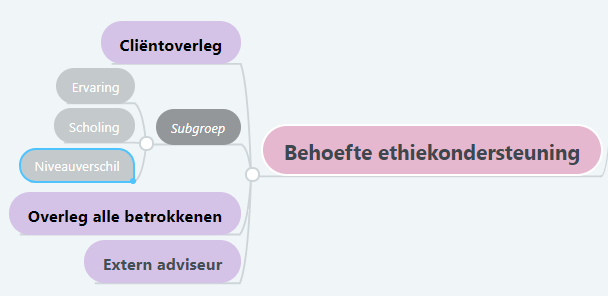 Cliëntoverleg
Ervaring
Scholing
Niveauverschil
Subgroep
Behoefte ethiekondersteuning
Overleg alle betrokkenen
Extern adviseur